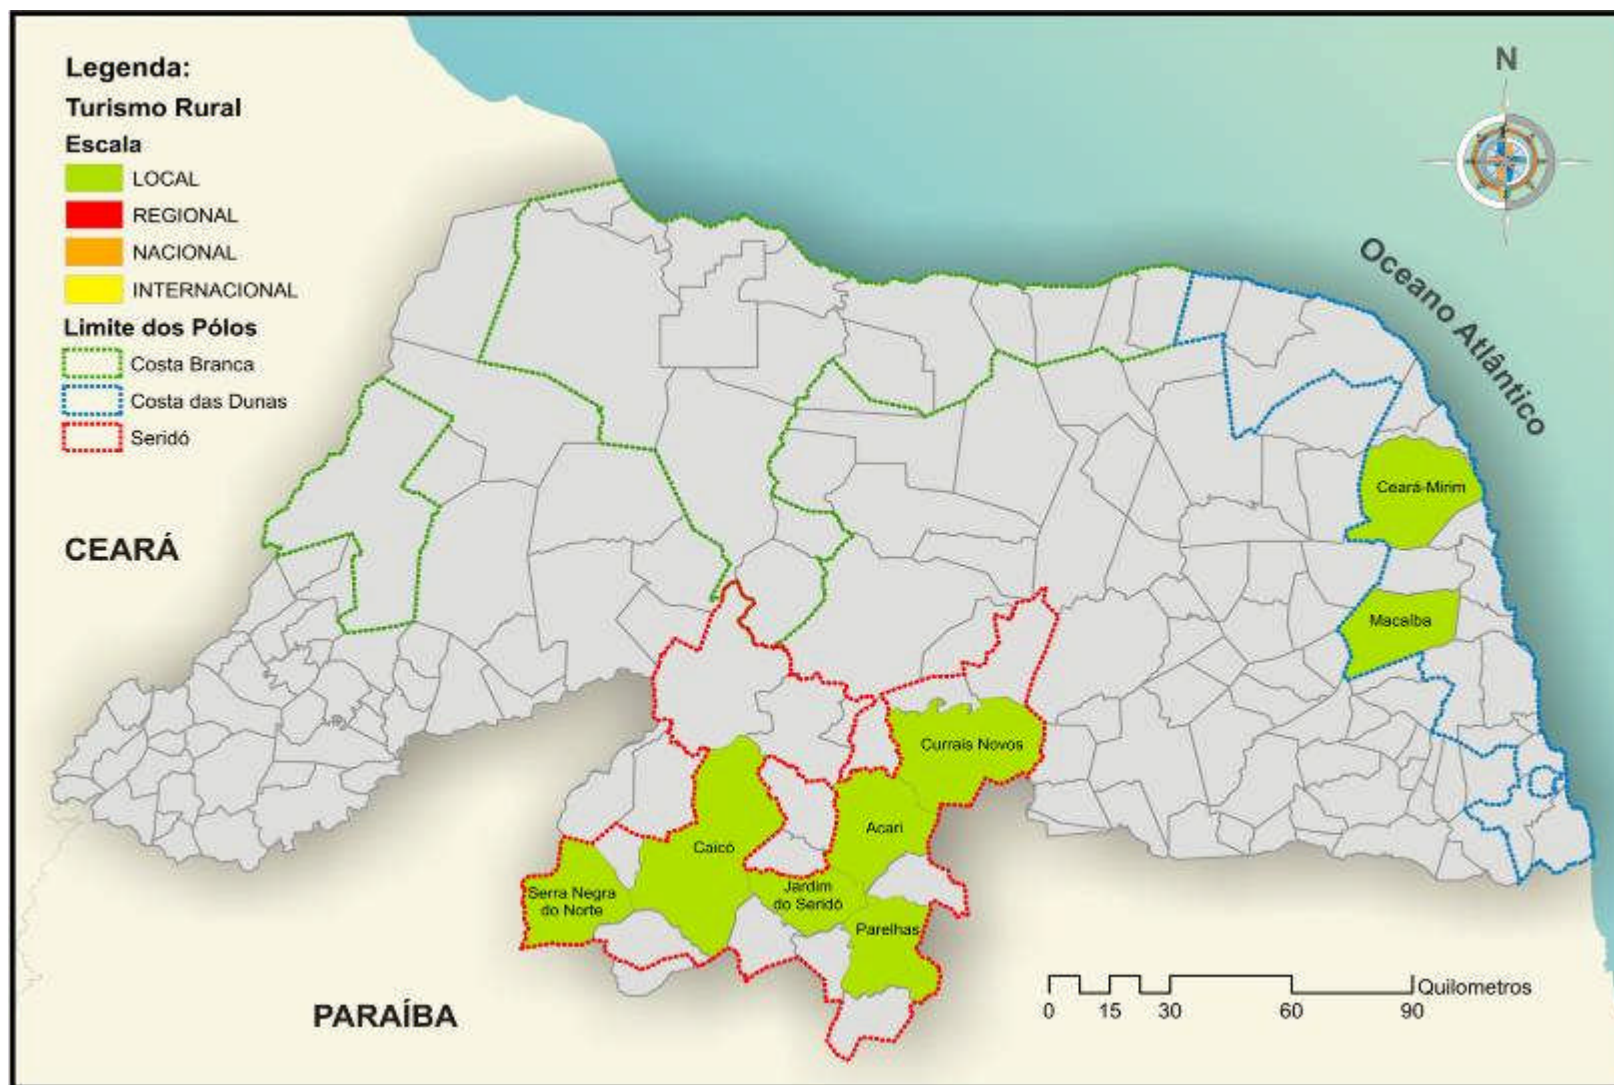 Legenda:
Turismo Rural
Escala
LOCAL
REGIONAL
NACIONAL
INTERNACIONAL
Limite dos Pólos
Costa Branca
Costa das Dunas
Seridó
N
Oceano Atlântico
CEARÁ
PARAÍBA
Ceará-Mirim
Macaíba
Currais Novos
Acari
Caicó
Jardim
do Seridó
Serra Negra
do Norte
Parelhas
Quilometros
0 15 30 60 90